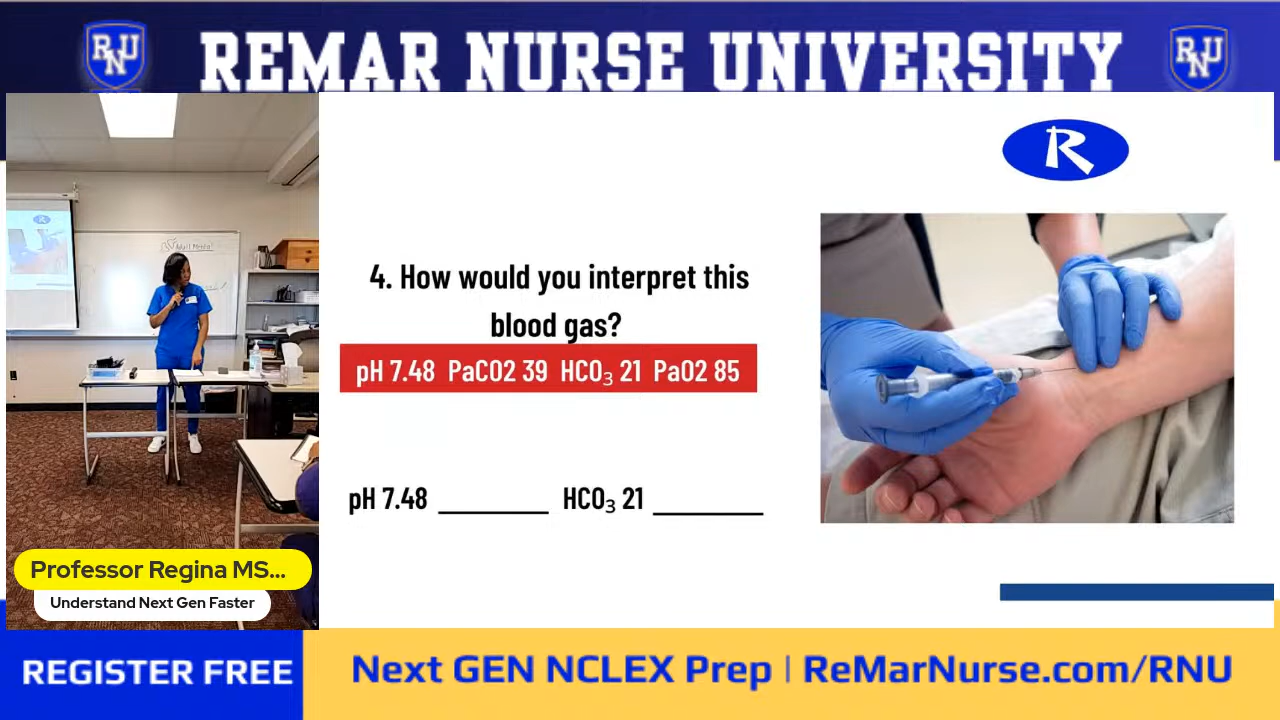 RNU
REMAR NURSE UNIVERSITY
RNU
R
4. How would you interpret this
blood gas?
pH 7.48 PaCO2 39 HCO₃ 21 PaO2 85
pH 7.48 ________ HCO₃ 21 ________
Professor Regina MS...
Understand Next Gen Faster
REGISTER FREE
Next GEN NCLEX Prep | ReMarNurse.com/RNU